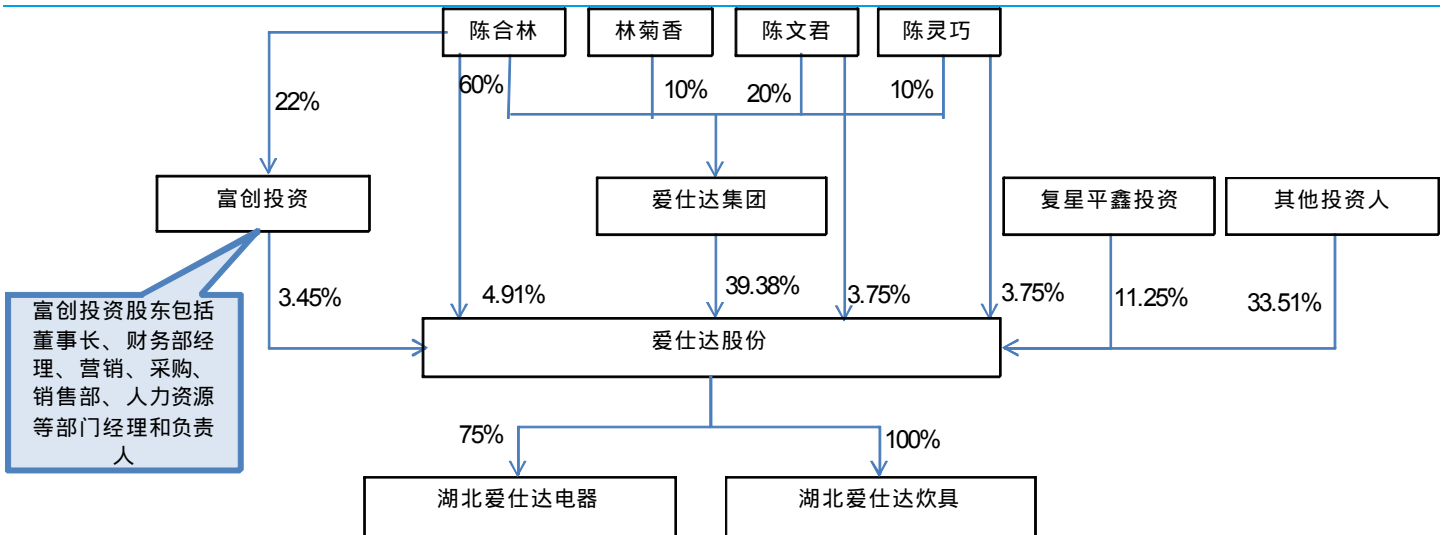 陈合林
林菊香
陈文君
陈灵巧
60%
10%
20%
10%
22%
富创投资
爱仕达集团
复星平鑫投资
其他投资人
3.45%
4.91%
39.38%
3.75%
3.75%
11.25%
33.51%
富创投资股东包括
董事长、财务部经
理、营销、采购、
销售部、人力资源
等部门经理和负责
人
爱仕达股份
75%
100%
湖北爱仕达电器
湖北爱仕达炊具